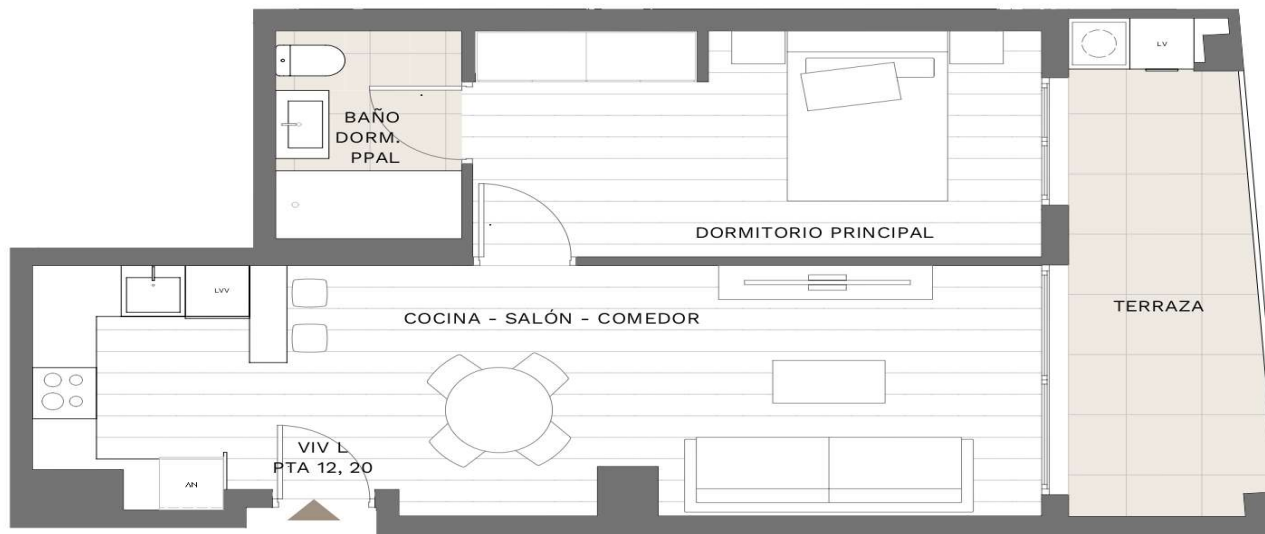 LV
BAÑO
DORM.
PPAL
DORMITORIO PRINCIPAL
LVV
COCINA - SALÓN - COMEDOR
TERRAZA
VIV L
PTA 12, 20
AN